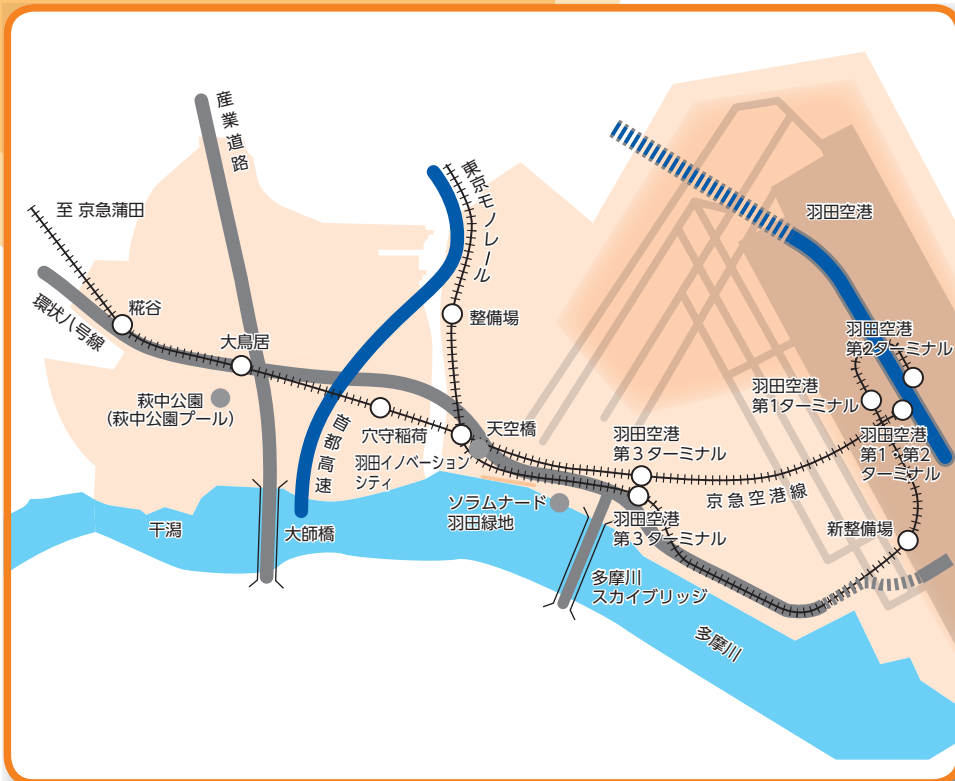 産業道路
東京モノレール
至 京急蒲田
羽田空港
糀谷
環状八号線
整備場
大鳥居
羽田空港
第2ターミナル
萩中公園
(萩中公園プール)
羽田空港
第1ターミナル
穴守稲荷
首都高速
天空橋
羽田空港
第3ターミナル
羽田空港
第1・第2
ターミナル
羽田イノベーション
シティ
京急空港線
ソラムナード
羽田緑地
羽田空港
第3ターミナル
新整備場
干潟
大師橋
多摩川
スカイブリッジ
多摩川